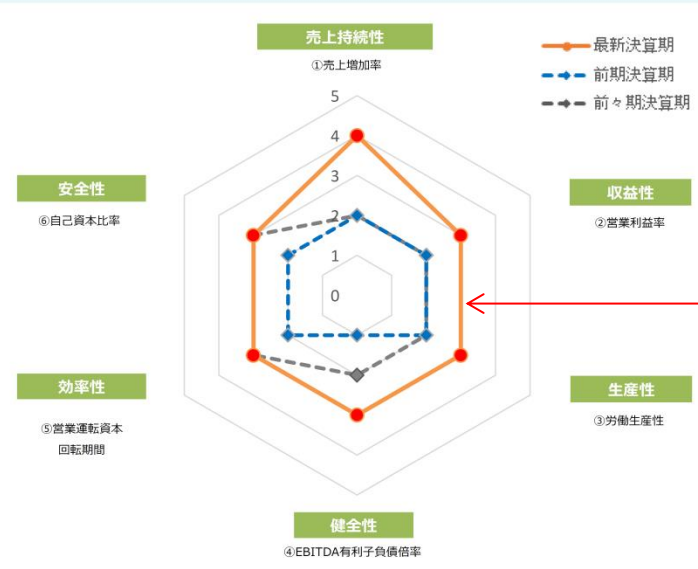 売上持続性
①売上増加率
最新決算期
前期決算期
前々期決算期
5
4
3
2
1
0
安全性
⑥自己資本比率
収益性
②営業利益率
効率性
⑤営業運転資本
回転期間
生産性
③労働生産性
健全性
④EBITDA有利子負債倍率